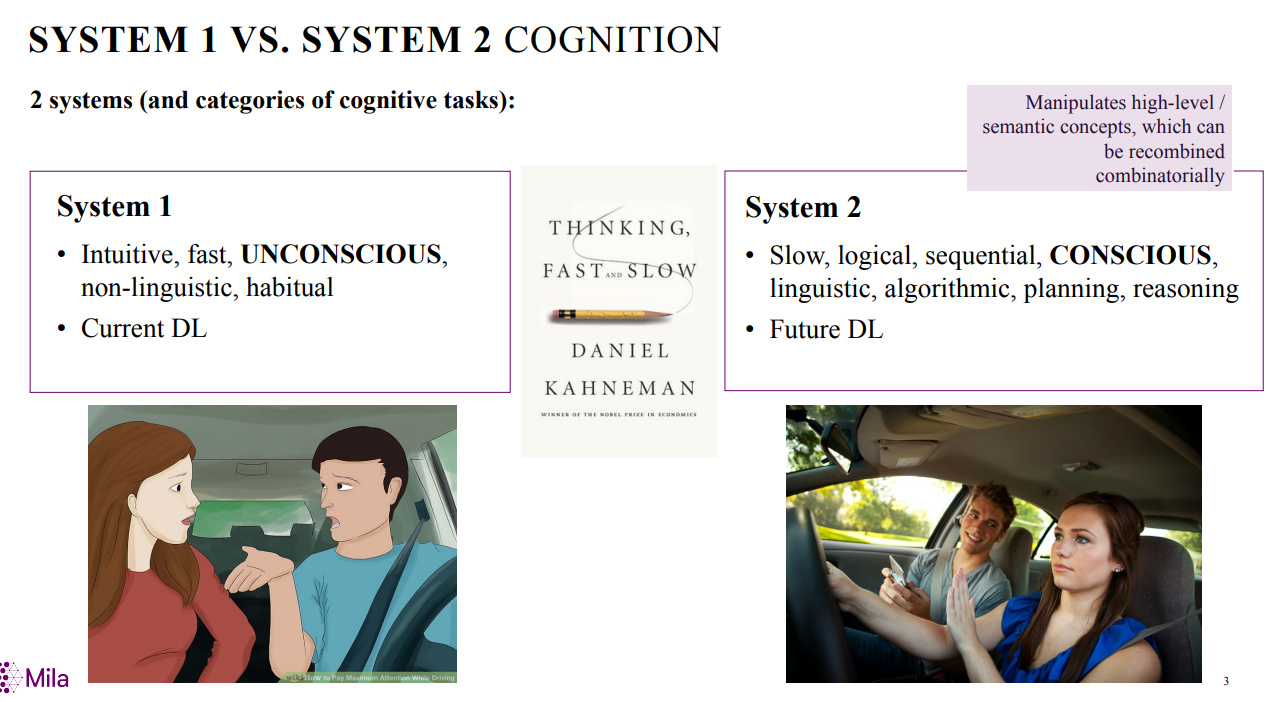 SYSTEM 1 VS. SYSTEM 2 COGNITION
2 systems (and categories of cognitive tasks):
Manipulates high-level /
semantic concepts, which can
be recombined
combinatorially
System 1
• Intuitive, fast, UNCONSCIOUS,
non-linguistic, habitual
• Current DL
THINKING,
FAST AND SLOW
DANIEL
KAHNEMAN
WINNER OF THE NOBEL PRIZE IN ECONOMICS
System 2
• Slow, logical, sequential, CONSCIOUS,
linguistic, algorithmic, planning, reasoning
• Future DL
How to Pay Maximum Attention While Driving
Mila
3